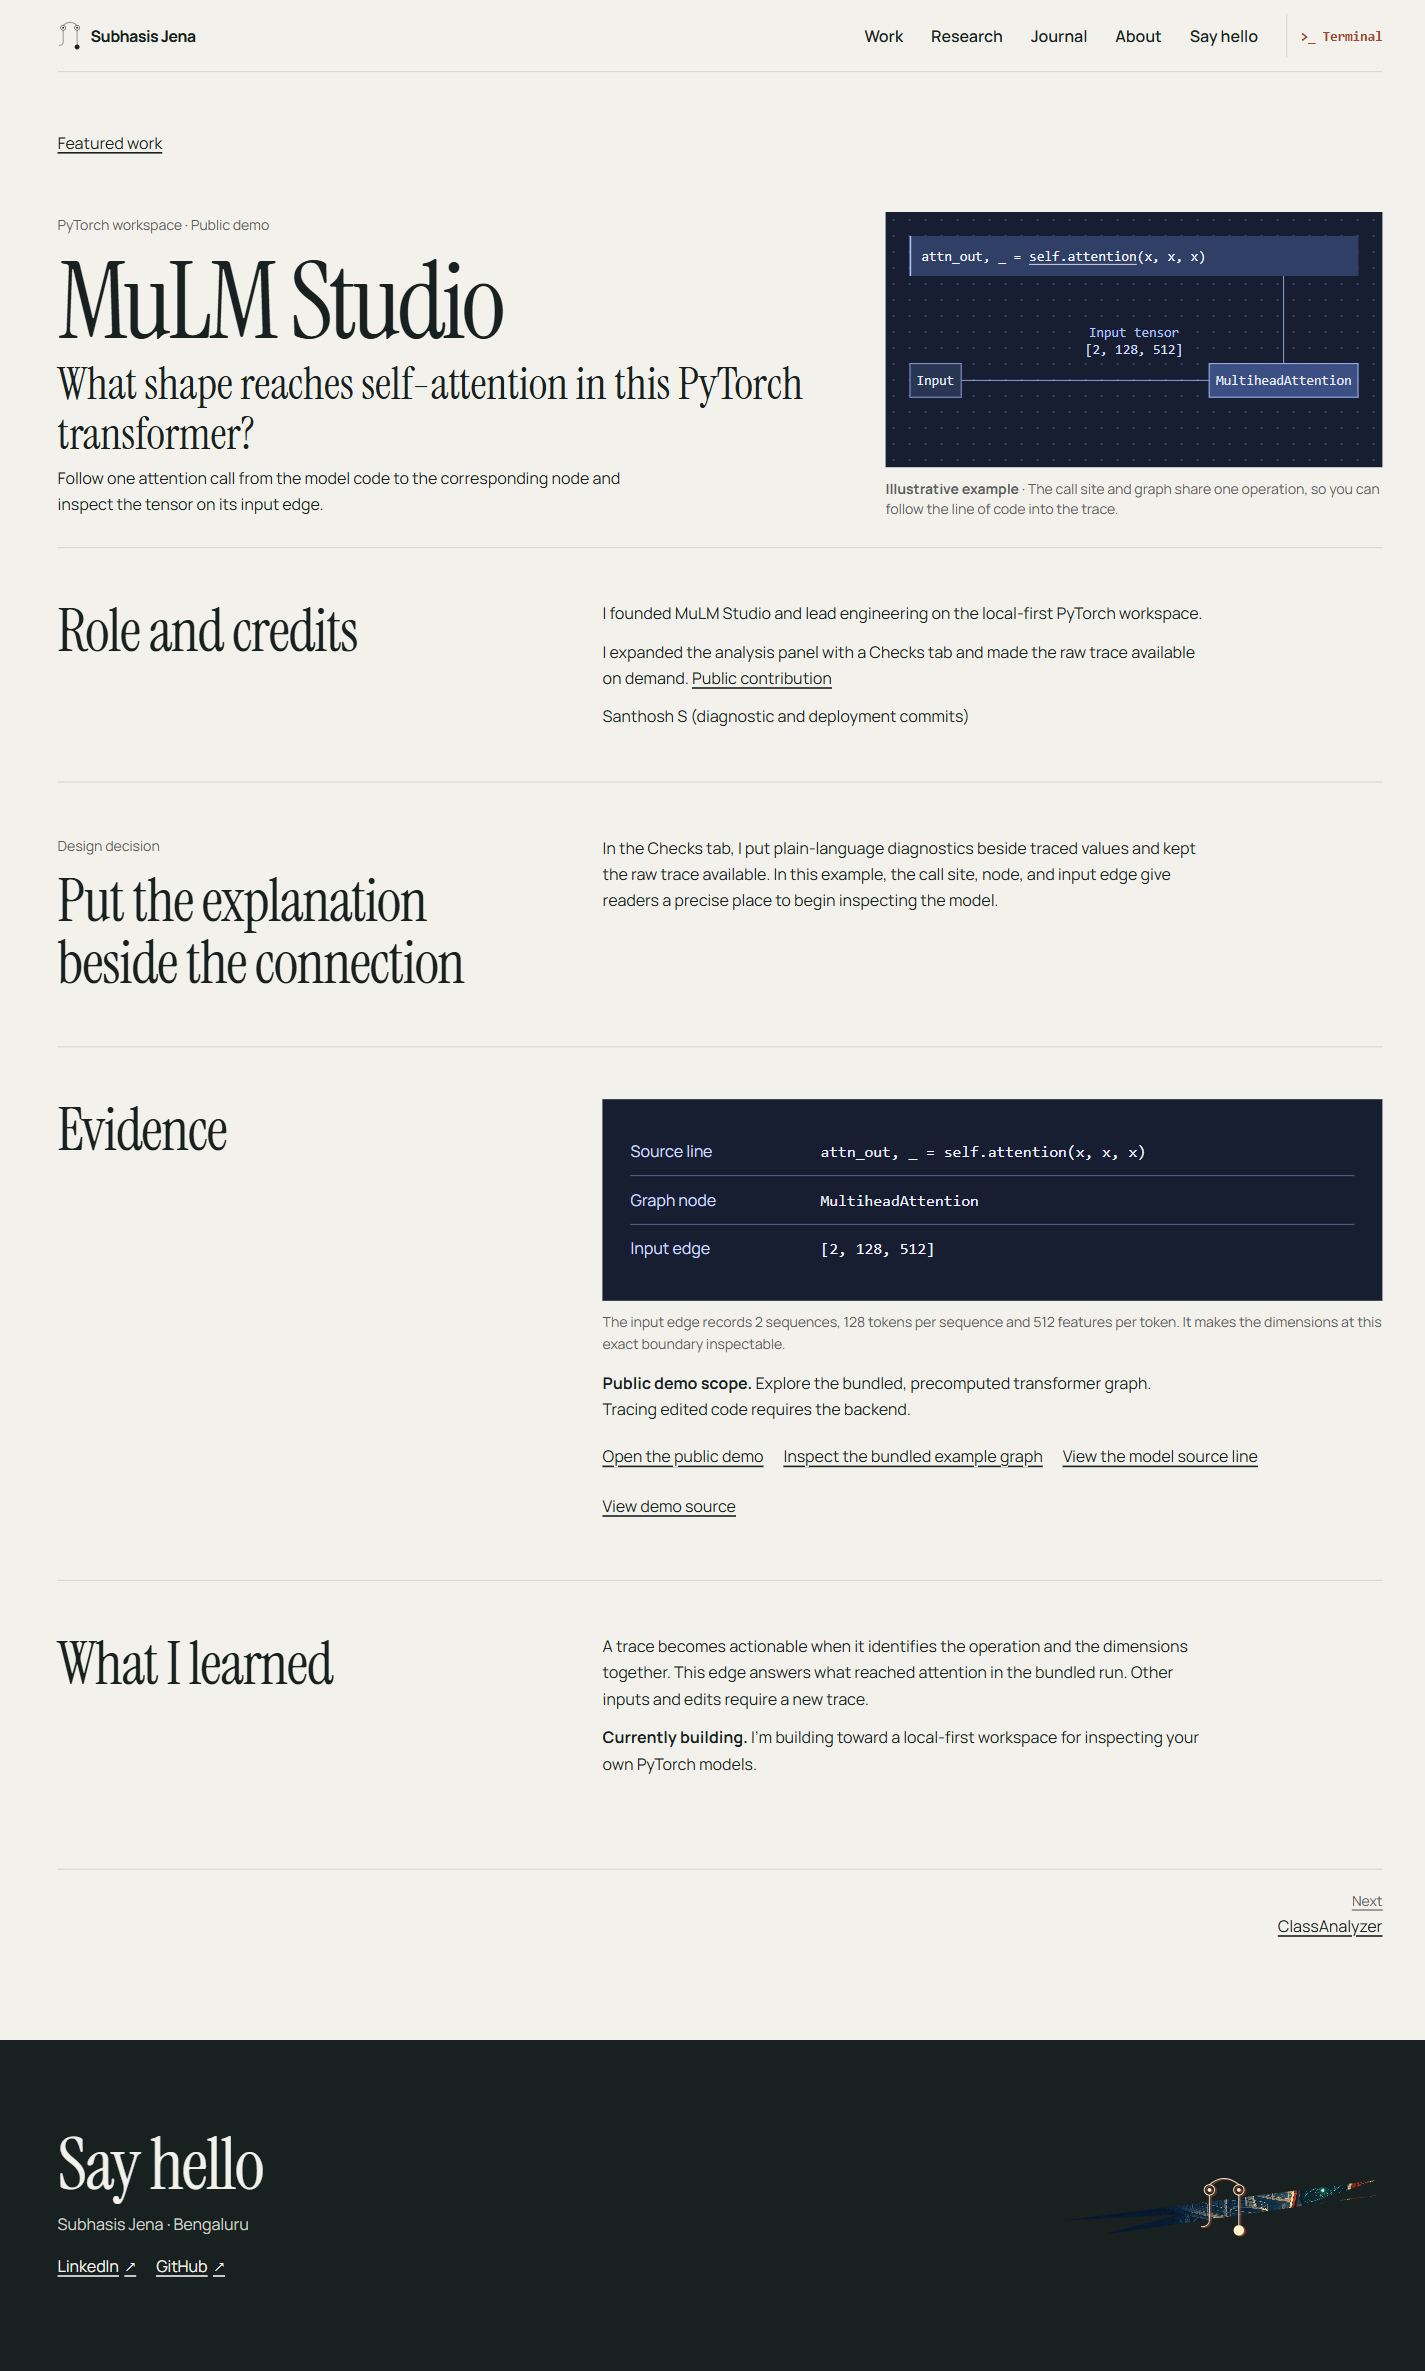 Subhasis Jena
Work Research Journal About Say hello >_ Terminal
Featured work
PyTorch workspace · Public demo
MuLM Studio
What shape reaches self-attention in this PyTorch
transformer?
Follow one attention call from the model code to the corresponding node and
inspect the tensor on its input edge.
attn_out, _ = self.attention(x, x, x)
Input tensor
[2, 128, 512]
Input
MultiheadAttention
Illustrative example · The call site and graph share one operation, so you can
follow the line of code into the trace.
Role and credits
I founded MuLM Studio and lead engineering on the local-first PyTorch workspace.
I expanded the analysis panel with a Checks tab and made the raw trace available
on demand. Public contribution
Santhosh S (diagnostic and deployment commits)
Design decision
Put the explanation
beside the connection
In the Checks tab, I put plain-language diagnostics beside traced values and kept
the raw trace available. In this example, the call site, node, and input edge give
readers a precise place to begin inspecting the model.
Evidence
Source line attn_out, _ = self.attention(x, x, x)
Graph node MultiheadAttention
Input edge [2, 128, 512]
The input edge records 2 sequences, 128 tokens per sequence and 512 features per token. It makes the dimensions at this
exact boundary inspectable.
Public demo scope. Explore the bundled, precomputed transformer graph.
Tracing edited code requires the backend.
Open the public demo Inspect the bundled example graph View the model source line
View demo source
What I learned
A trace becomes actionable when it identifies the operation and the dimensions
together. This edge answers what reached attention in the bundled run. Other
inputs and edits require a new trace.
Currently building. I'm building toward a local-first workspace for inspecting your
own PyTorch models.
Next
ClassAnalyzer
Say hello
Subhasis Jena · Bengaluru
LinkedIn ↗ GitHub ↗